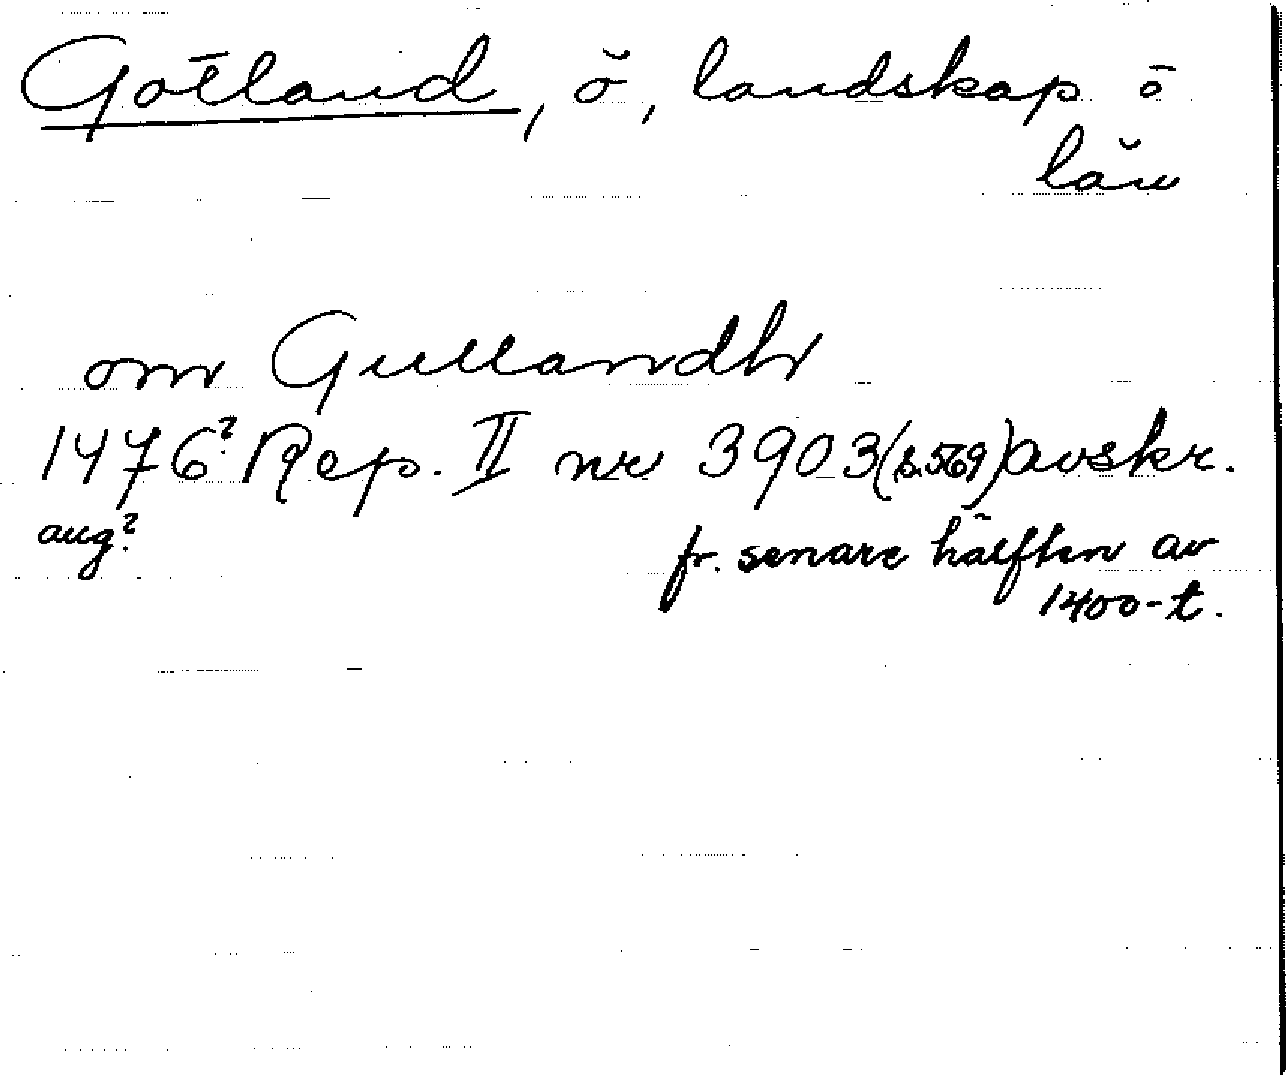 Gotland, ö, landskap o
län
om Gullandh
1476? Rep. II nr 3903 (s. 569) avskr.
aug?
fr. senare hälften av
1400-t.